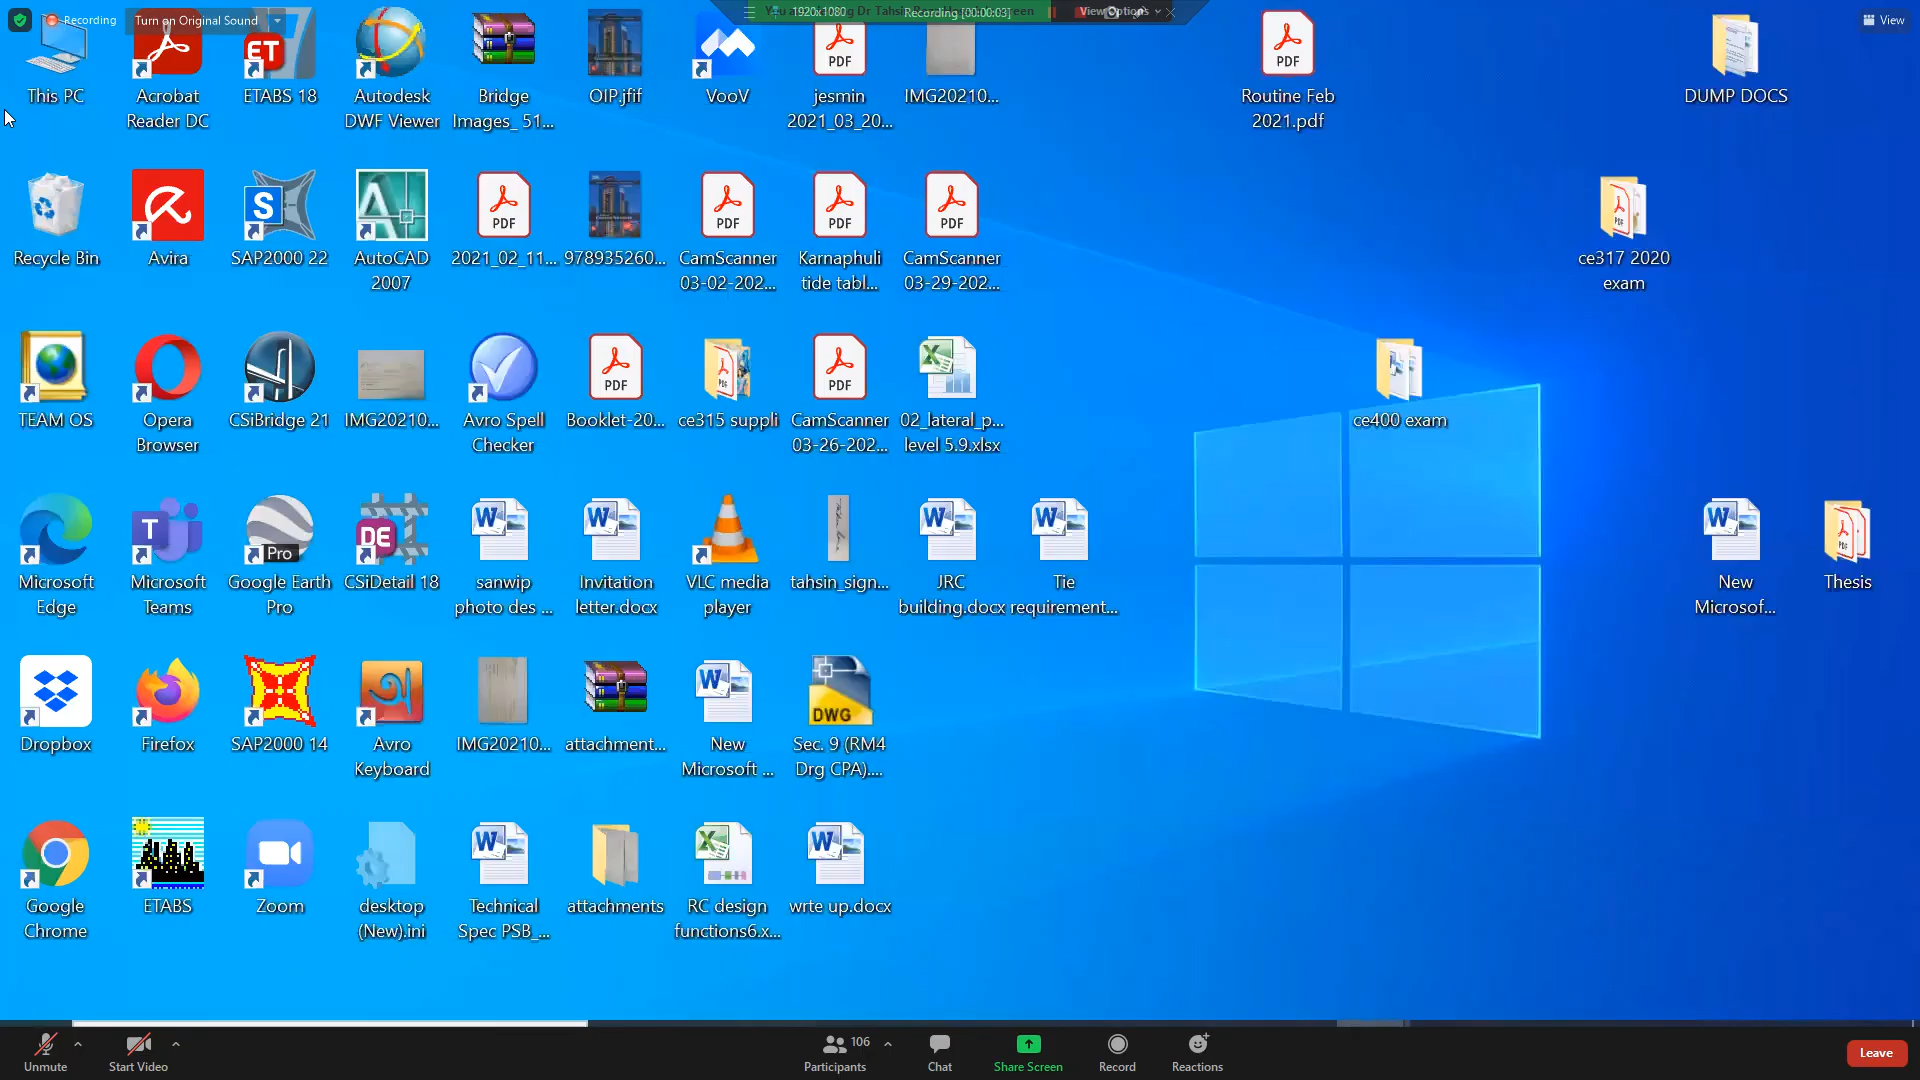 Recording
Turn on Original Sound
1920x1080
Recording [00:00:03]
View Options
View
This PC
Acrobat
Reader DC
ETABS 18
Autodesk
DWF Viewer
Bridge
Images_ 51...
OIP.jfif
VooV
jesmin
2021_03_20...
IMG20210...
Routine Feb
2021.pdf
DUMP DOCS
Recycle Bin
Avira
SAP2000 22
AutoCAD
2007
2021_02_11...
978935260...
CamScanner
03-02-202...
Karnaphuli
tide tabl...
CamScanner
03-29-202...
ce317 2020
exam
TEAM OS
Opera
Browser
CSiBridge 21
IMG20210...
Avro Spell
Checker
Booklet-20...
ce315 suppli
CamScanner
03-26-202...
02_lateral_p...
level 5.9.xlsx
ce400 exam
Microsoft
Edge
Microsoft
Teams
Google Earth
Pro
CSiDetail 18
sanwip
photo des ...
Invitation
letter.docx
VLC media
player
tahsin_sign...
JRC
building.docx
Tie
requirement...
New
Microsof...
Thesis
Dropbox
Firefox
SAP2000 14
Avro
Keyboard
IMG20210...
attachment...
New
Microsoft ...
Sec. 9 (RM4
Drg CPA)....
Google
Chrome
ETABS
Zoom
desktop
(New).ini
Technical
Spec PSB_...
attachments
RC design
functions6.x...
wrte up.docx
Unmute
Start Video
106
Participants
Chat
Share Screen
Record
Reactions
Leave